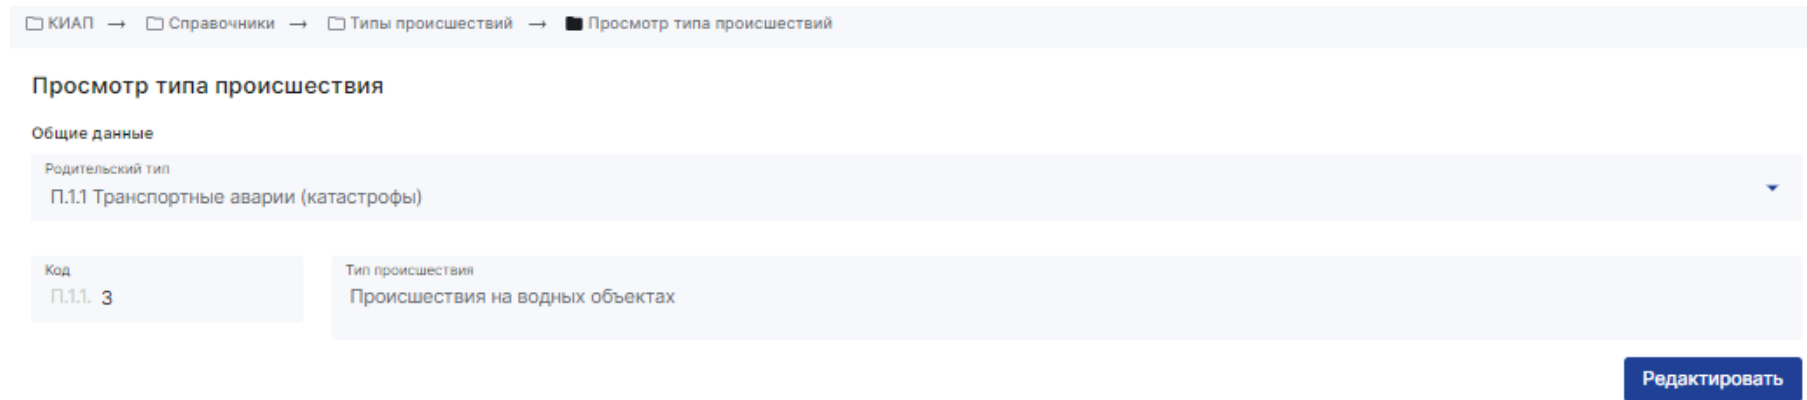 КИАП → Справочники → Типы происшествий → Просмотр типа происшествий
Просмотр типа происшествия
Общие данные
Родительский тип
П.1.1 Транспортные аварии (катастрофы)
Код
П.1.1. 3
Тип происшествия
Происшествия на водных объектах
Редактировать